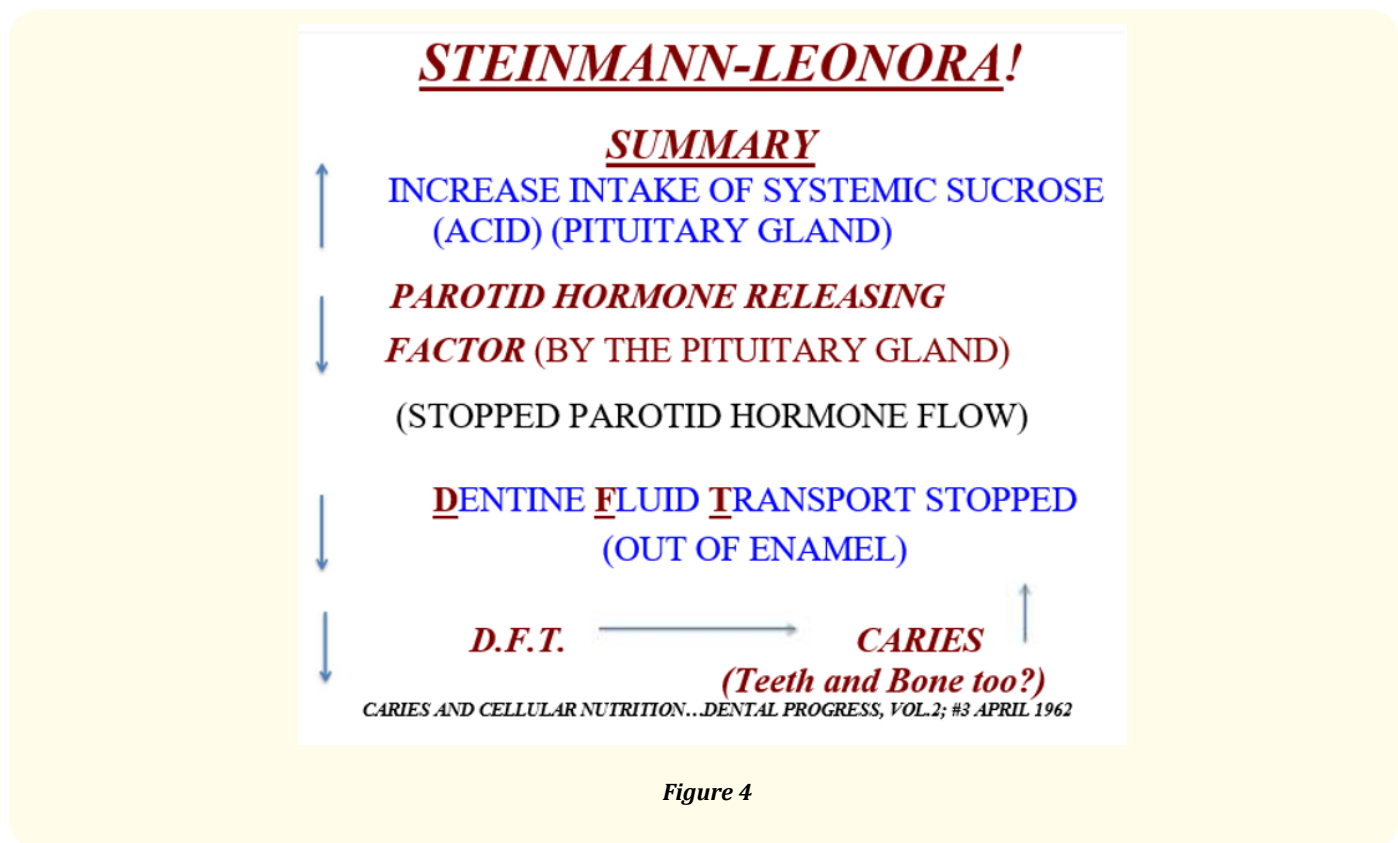 STEINMANN-LEONORA!
SUMMARY
INCREASE INTAKE OF SYSTEMIC SUCROSE
(ACID) (PITUITARY GLAND)
PAROTID HORMONE RELEASING
FACTOR (BY THE PITUITARY GLAND)
(STOPPED PAROTID HORMONE FLOW)
DENTINE FLUID TRANSPORT STOPPED
(OUT OF ENAMEL)
D.F.T. CARIES
(Teeth and Bone too?)
CARIES AND CELLULAR NUTRITION...DENTAL PROGRESS, VOL.2; #3 APRIL 1962
Figure 4